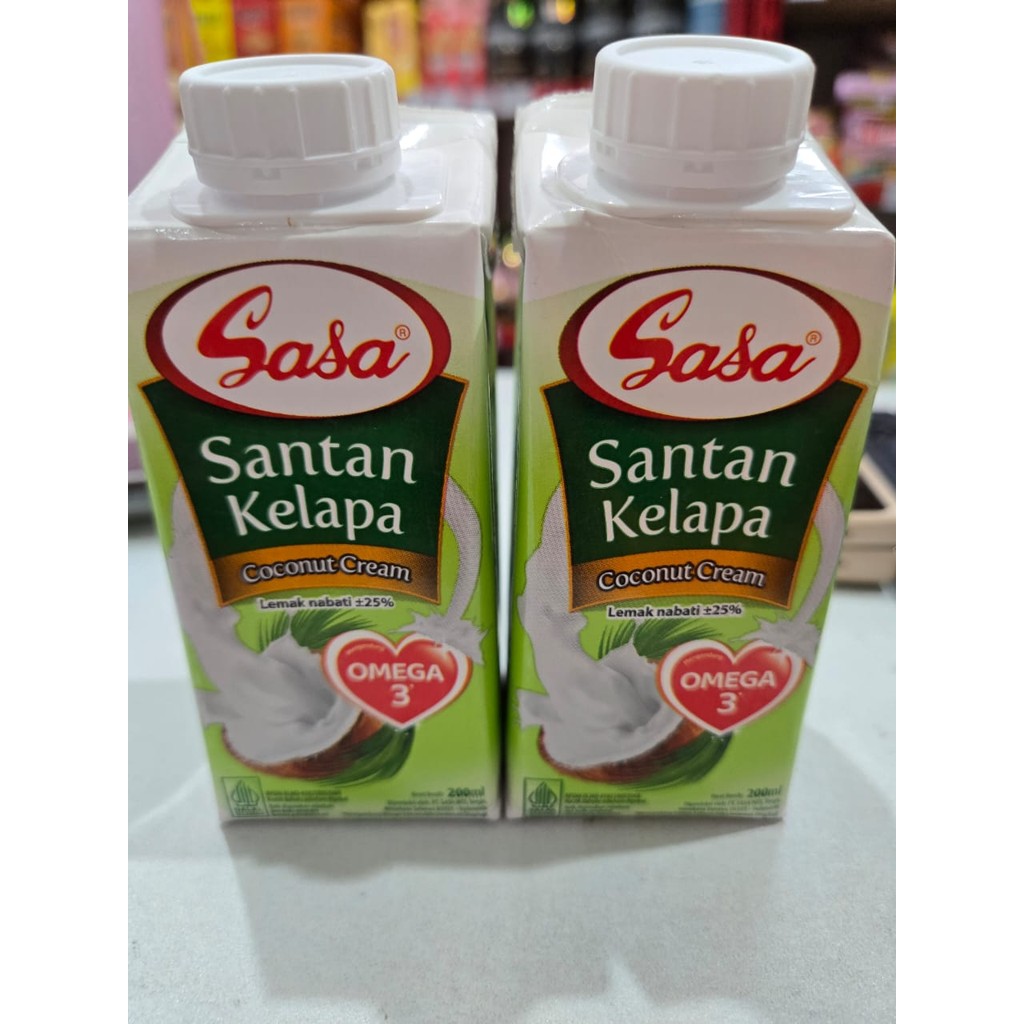 Sasa®
Santan
Kelapa
Coconut Cream
Lemak nabati ±25%
OMEGA
3
200ml
Sasa®
Santan
Kelapa
Coconut Cream
Lemak nabati ±25%
OMEGA
3
200ml